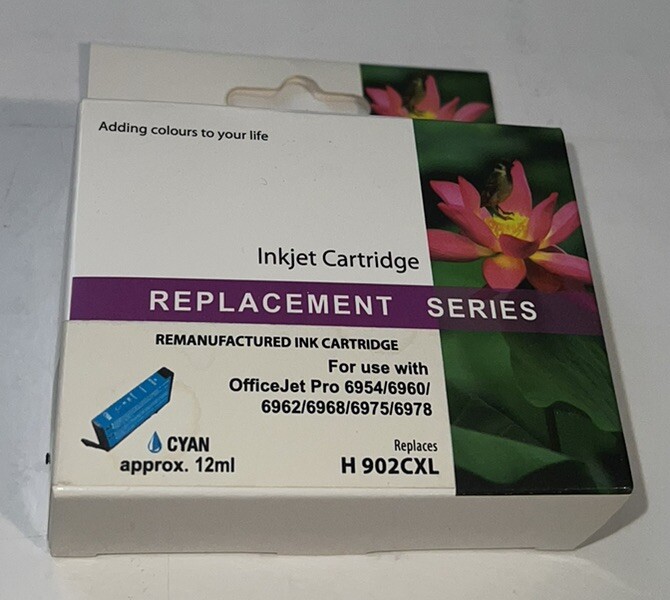 Adding colours to your life
Inkjet Cartridge
REPLACEMENT SERIES
REMANUFACTURED INK CARTRIDGE
For use with
OfficeJet Pro 6954/6960/
6962/6968/6975/6978
CYAN
approx. 12ml
Replaces
H 902CXL